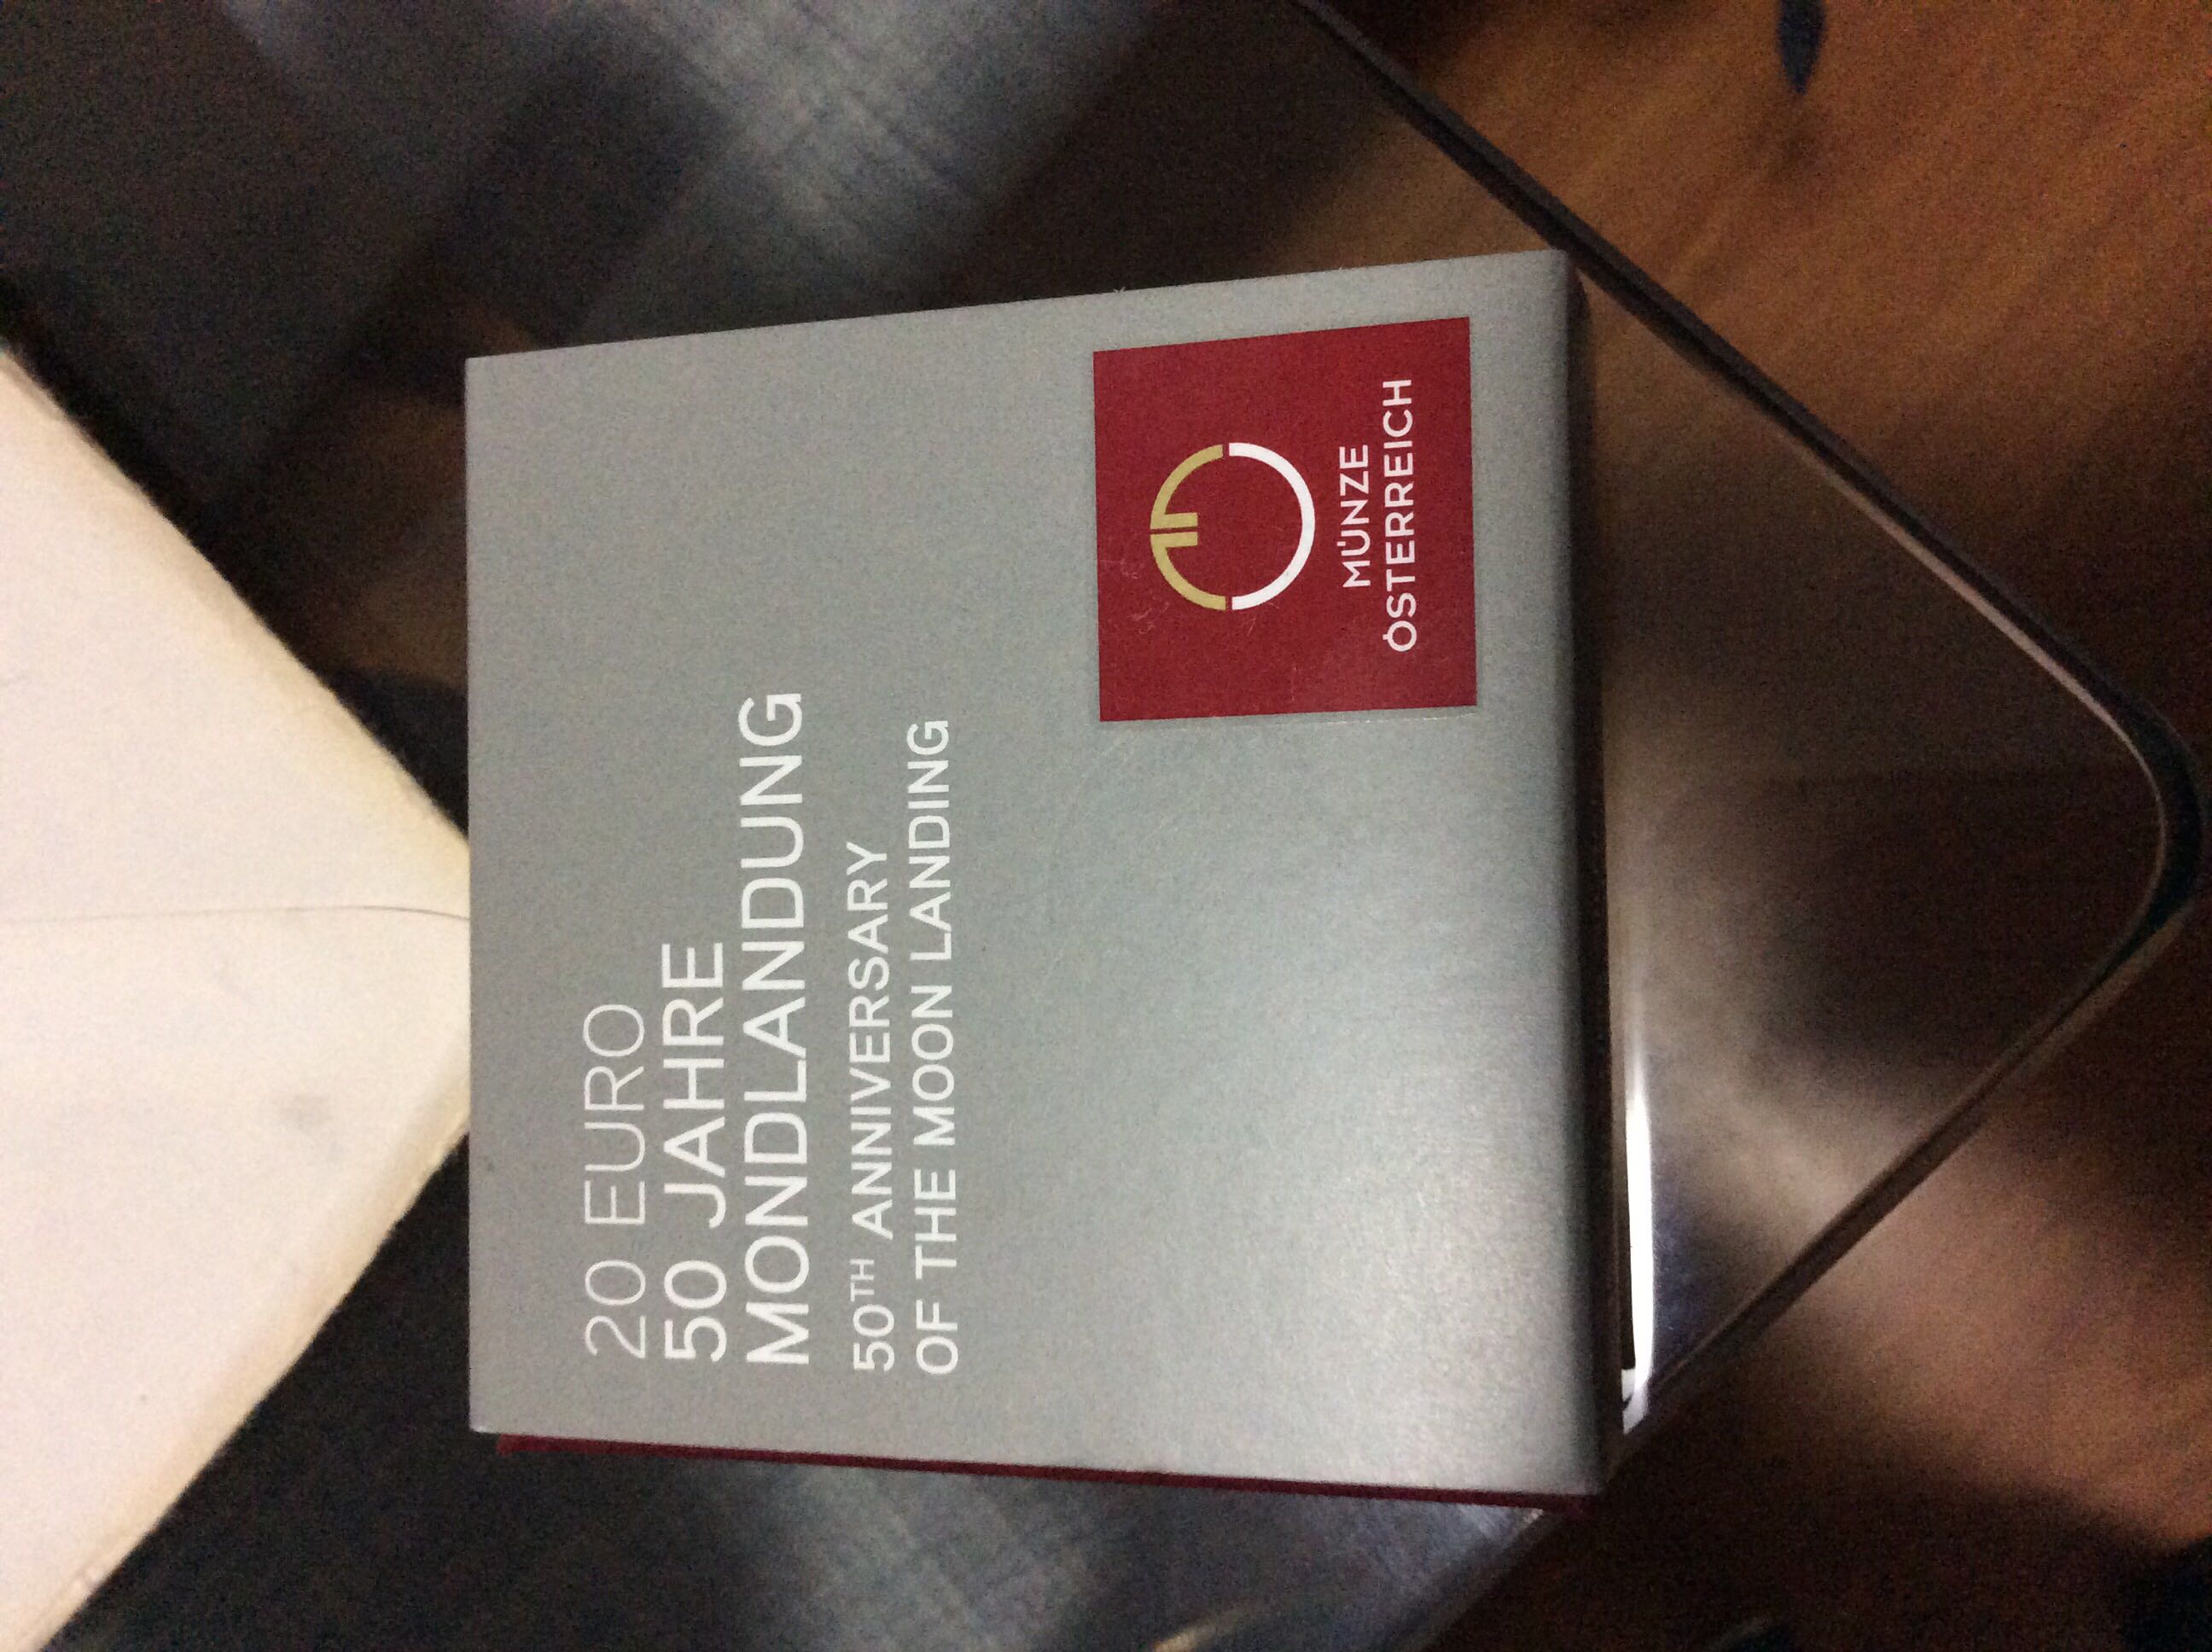 20 EURO
50 JAHRE
MONDLANDUNG
50TH ANNIVERSARY
OF THE MOON LANDING
MÜNZE
ÖSTERREICH